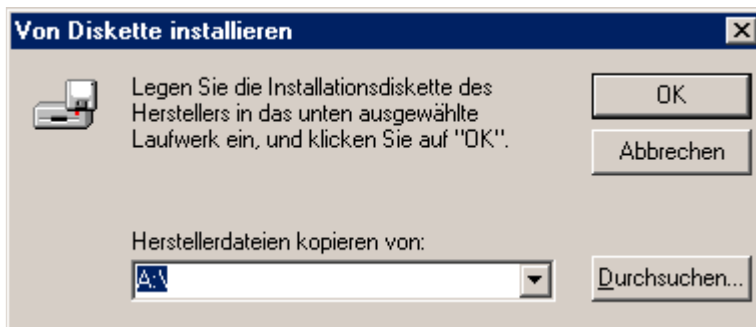 Von Diskette installieren
Legen Sie die Installationsdiskette des
Herstellers in das unten ausgewählte
Laufwerk ein, und klicken Sie auf "OK".
OK
Abbrechen
Herstellerdateien kopieren von:
A:\
Durchsuchen...